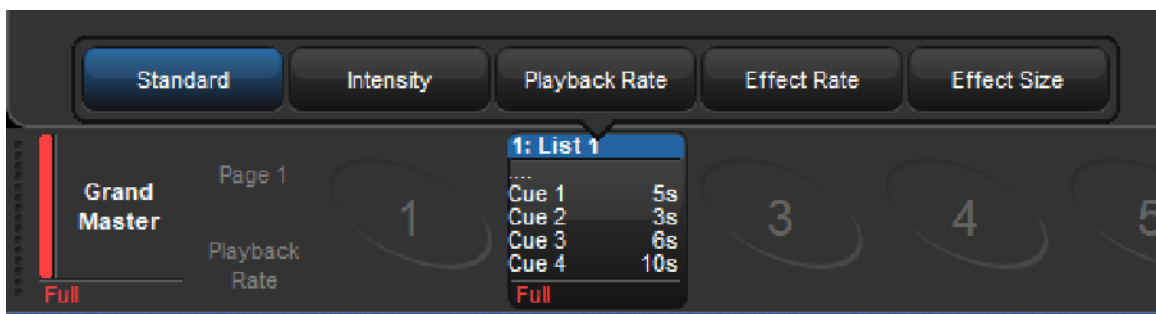 Standard Intensity Playback Rate Effect Rate Effect Size
Grand
Master
Full
Page 1
Playback
Rate
1
1: List 1
....
Cue 1 5s
Cue 2 3s
Cue 3 6s
Cue 4 10s
Full
3
4
5